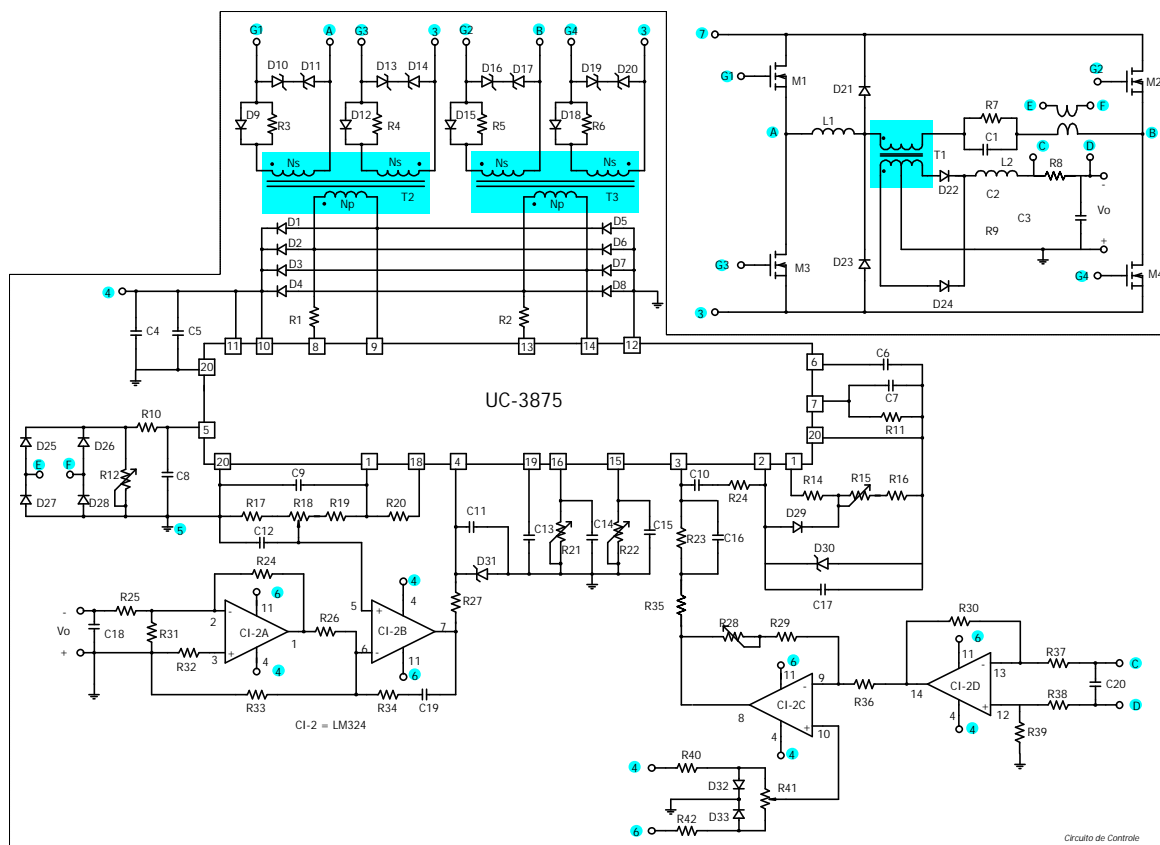 G1 A G3 3 G2 B G4 3
D10 D11 D13 D14 D16 D17 D19 D20
D9 R3 D12 R4 D15 R5 D18 R6
Ns Ns Ns Ns
Np T2 Np T3
D1 D5
D2 D6
D3 D7
D4 D8
4
C4 C5 R1 R2
7
G1 M1 D21 G2 M2
E F
R7
A L1 C1 B
T1 C D
R8
L2
D22 C2 -
C3 Vo
R9
+
G3 M3 D23 G4 M4
D24
3
11 10 8 9 13 14 12
20 6 C6
UC-3875
7 C7
R11
5 20
R10
D25 D26
E F R12 C8
D27 D28
5
20 1 18 4 19 16 15 3 2 1
C9
R17 R18 R19 R20
C12
C11
D31
C13 R21 C14 R22 C15
C10 R24
R23 C16
R14 R15 R16
D29
D30
C17
R24
6
11
- R25 2 -
Vo C18 R31 CI-2A 1 R26
+ R32 3 +
4
4
R33
4
4
5 +
CI-2B 7
6 -
11
6
R27
R34 C19
CI-2 = LM324
R35
R28 R29
6
11
9 -
8 CI-2C
+
10
4
4
R36
R30
6
11
- 13 R37 C
14 CI-2D C20
+ 12 R38 D
4
4
R39
4 R40
D32 R41
D33
6 R42
Circuito de Controle